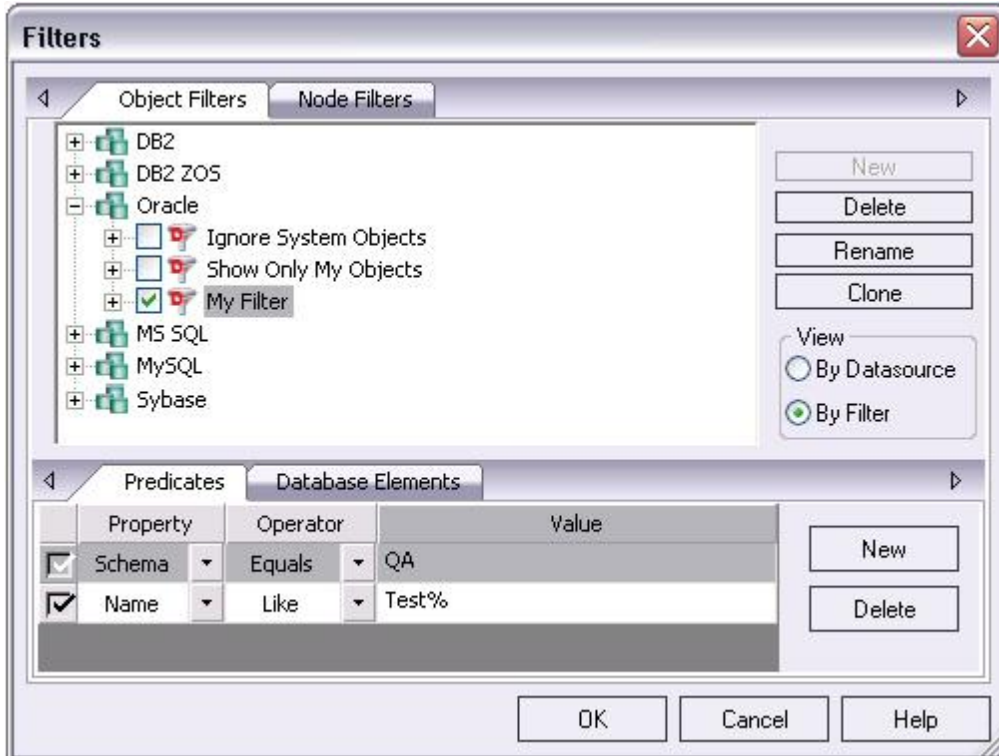 Filters
Object Filters Node Filters
DB2
DB2 ZOS
Oracle
Ignore System Objects
Show Only My Objects
My Filter
MS SQL
MySQL
Sybase
New
Delete
Rename
Clone
View
By Datasource
By Filter
Predicates Database Elements
Property Operator Value
Schema Equals QA
Name Like Test%
New
Delete
OK Cancel Help